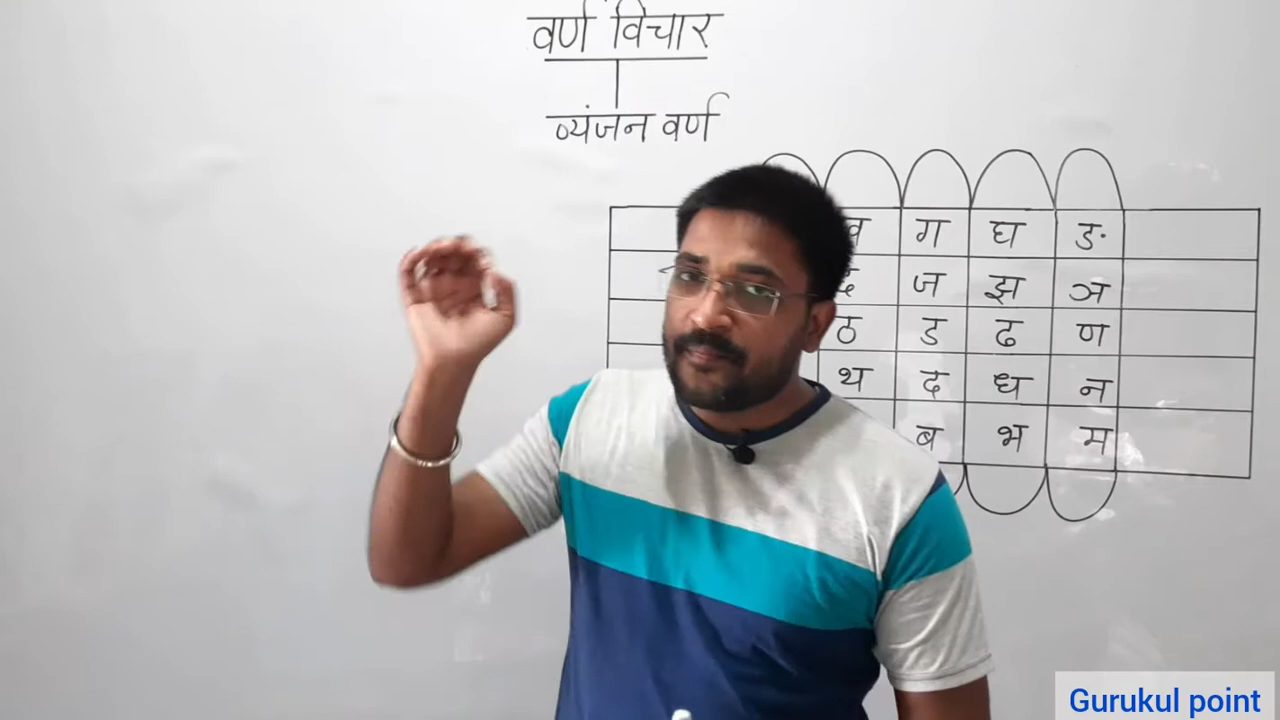 वर्ण विचार
व्यंजन वर्ण
ग घ ङ
ज झ ञ
ठ ड ढ ण
थ द ध न
ब भ म
Gurukul point